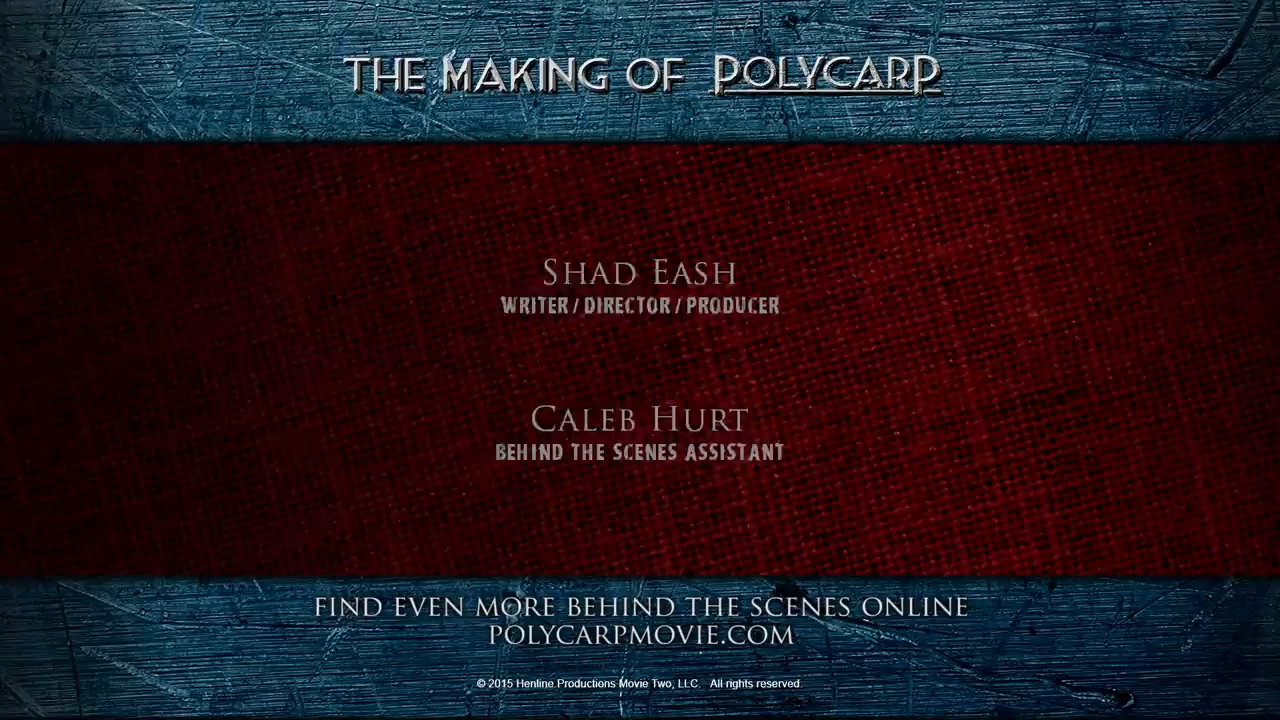 THE MAKING OF POLYCARP
SHAD EASH
WRITER / DIRECTOR / PRODUCER
CALEB HURT
BEHIND THE SCENES ASSISTANT
FIND EVEN MORE BEHIND THE SCENES ONLINE
POLYCARPMOVIE.COM
© 2015 Henline Productions Movie Two, LLC. All rights reserved.